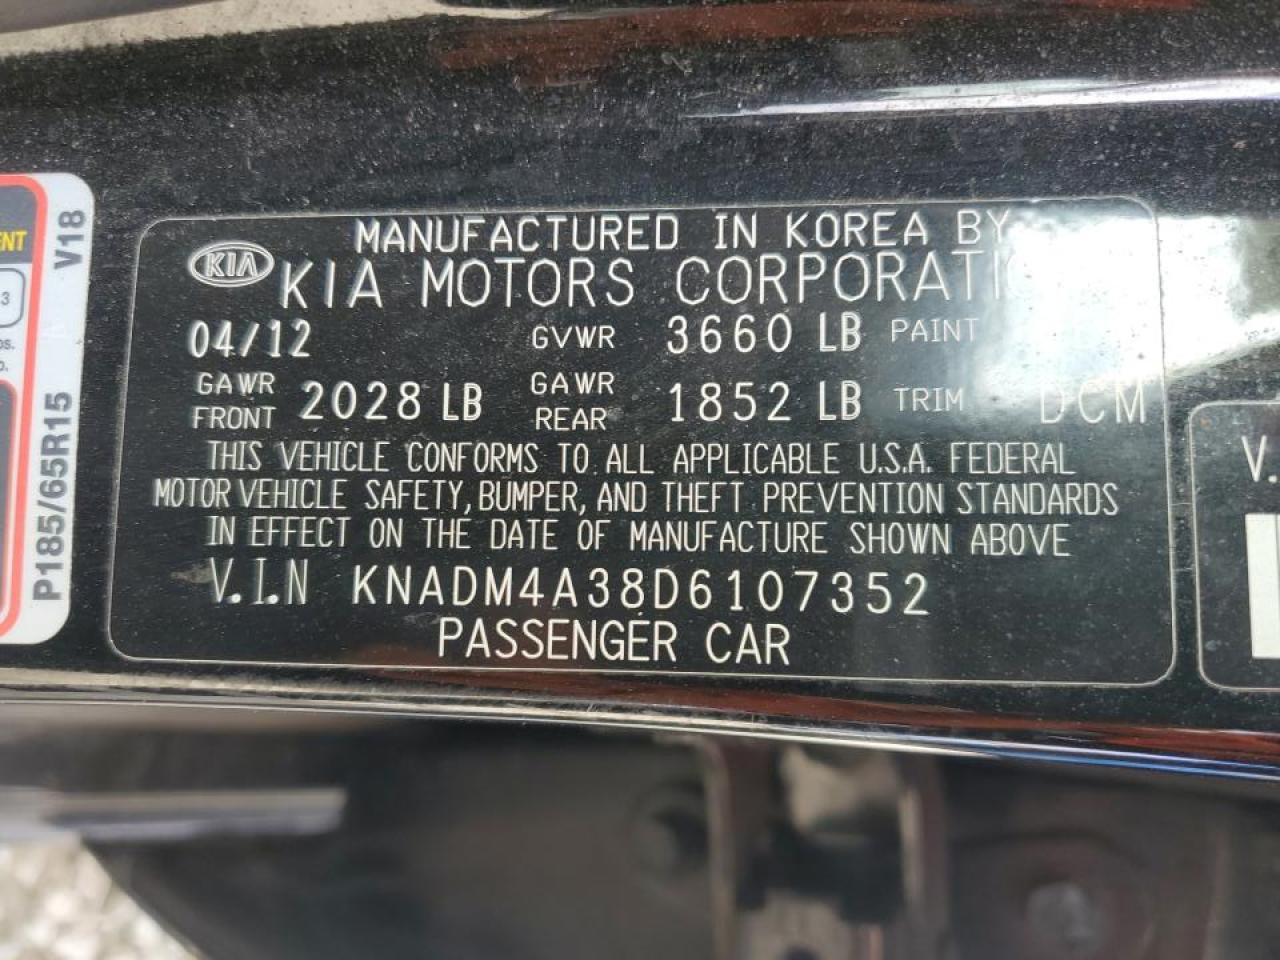 MANUFACTURED IN KOREA BY
KIA
KIA MOTORS
04/12 GVWR 3660 LB PAINT
GAWR FRONT 2028 LB GAWR REAR 1852 LB TRIM DCM
THIS VEHICLE CONFORMS TO ALL APPLICABLE U.S.A. FEDERAL
MOTOR VEHICLE SAFETY, BUMPER, AND THEFT PREVENTION STANDARDS
IN EFFECT ON THE DATE OF MANUFACTURE SHOWN ABOVE
V.I.N KNADM4A38D6107352
PASSENGER CAR
P185/65R15 V18
3